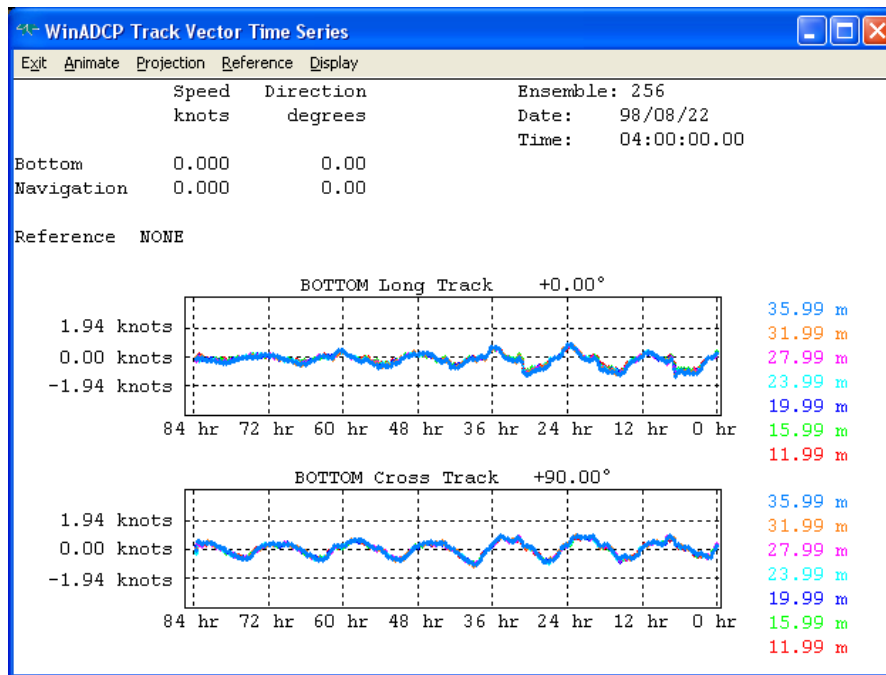 WinADCP Track Vector Time Series
Exit Animate Projection Reference Display
Speed Direction Ensemble: 256
knots degrees Date: 98/08/22
Time: 04:00:00.00
Bottom 0.000 0.00
Navigation 0.000 0.00
Reference NONE
BOTTOM Long Track +0.00°
1.94 knots
0.00 knots
-1.94 knots
84 hr 72 hr 60 hr 48 hr 36 hr 24 hr 12 hr 0 hr
35.99 m
31.99 m
27.99 m
23.99 m
19.99 m
15.99 m
11.99 m
BOTTOM Cross Track +90.00°
1.94 knots
0.00 knots
-1.94 knots
84 hr 72 hr 60 hr 48 hr 36 hr 24 hr 12 hr 0 hr
35.99 m
31.99 m
27.99 m
23.99 m
19.99 m
15.99 m
11.99 m